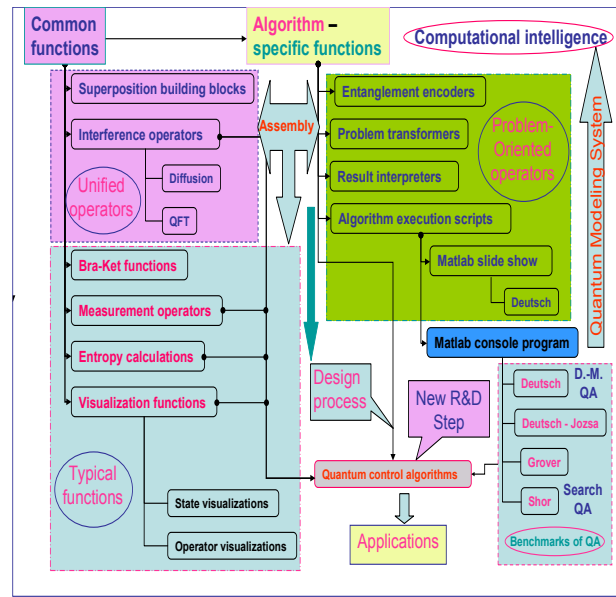 Common
functions
Algorithm –
specific functions
Computational intelligence
Superposition building blocks
Interference operators
Diffusion
QFT
Unified
operators
Assembly
Entanglement encoders
Problem transformers
Result interpreters
Algorithm execution scripts
Matlab slide show
Deutsch
Problem-
Oriented
operators
Quantum Modeling System
Bra-Ket functions
Measurement operators
Entropy calculations
Visualization functions
Typical
functions
State visualizations
Operator visualizations
Design
process
New R&D
Step
Matlab console program
Deutsch
D.-M.
QA
Deutsch - Jozsa
Grover
Shor
Search
QA
Benchmarks of QA
Quantum control algorithms
Applications